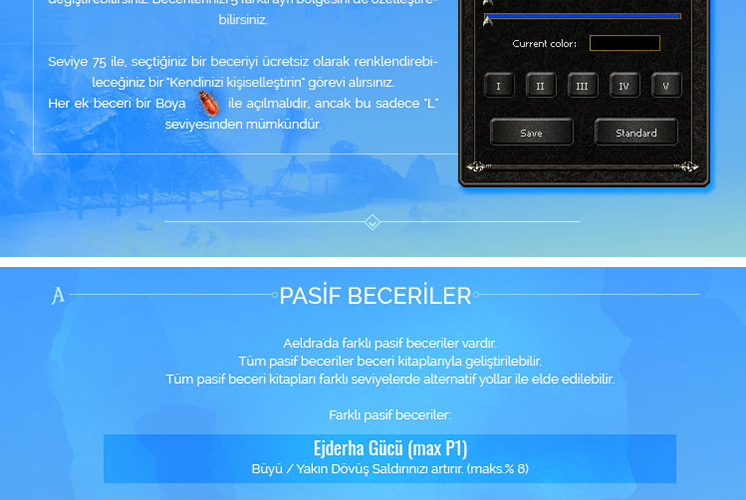 değiştirebilirsiniz. Becerilerinizi 5 farklı ayrı bölgesini de özelleştire-
bilirsiniz.
Seviye 75 ile, seçtiğiniz bir beceriyi ücretsiz olarak renklendirebi-
leceğiniz bir "Kendinizi kişiselleştirin" görevi alırsınız.
Her ek beceri bir Boya ile açılmalıdır, ancak bu sadece "L"
seviyesinden mümkündür.
Current color:
I II III IV V
Save Standard
PASİF BECERİLER
Aeldra'da farklı pasif beceriler vardır.
Tüm pasif beceriler beceri kitaplarıyla geliştirilebilir.
Tüm pasif beceri kitapları farklı seviyelerde alternatif yollar ile elde edilebilir.
Farklı pasif beceriler:
Ejderha Gücü (max P1)
Büyü / Yakın Dövüş Saldırınızı artırır. (maks.% 8)